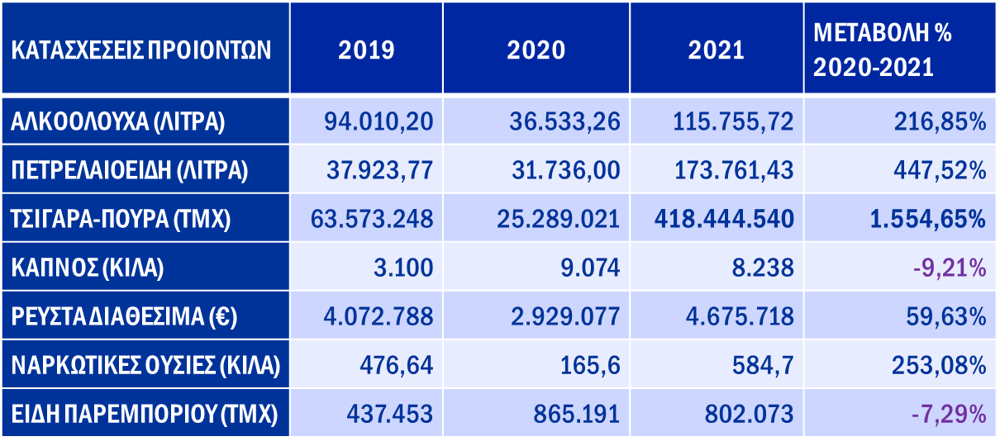 ΚΑΤΑΣΧΕΣΕΙΣ ΠΡΟΙΟΝΤΩΝ 2019 2020 2021 ΜΕΤΑΒΟΛΗ % 2020-2021
ΑΛΚΟΟΛΟΥΧΑ (ΛΙΤΡΑ) 94.010,20 36.533,26 115.755,72 216,85%
ΠΕΤΡΕΛΑΙΟΕΙΔΗ (ΛΙΤΡΑ) 37.923,77 31.736,00 173.761,43 447,52%
ΤΣΙΓΑΡΑ-ΠΟΥΡΑ (ΤΜΧ) 63.573.248 25.289.021 418.444.540 1.554,65%
ΚΑΠΝΟΣ (ΚΙΛΑ) 3.100 9.074 8.238 -9,21%
ΡΕΥΣΤΑ ΔΙΑΘΕΣΙΜΑ (€) 4.072.788 2.929.077 4.675.718 59,63%
ΝΑΡΚΩΤΙΚΕΣ ΟΥΣΙΕΣ (ΚΙΛΑ) 476,64 165,6 584,7 253,08%
ΕΙΔΗ ΠΑΡΕΜΠΟΡΙΟΥ (ΤΜΧ) 437.453 865.191 802.073 -7,29%